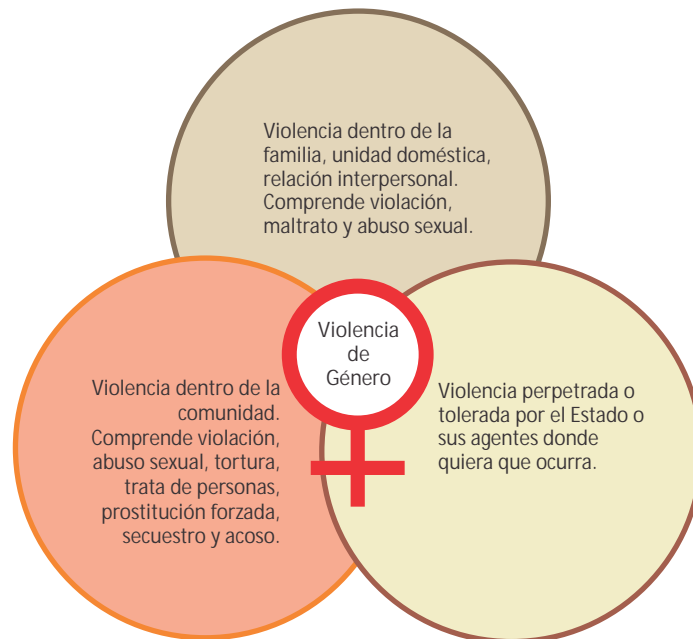 Violencia dentro de la
familia, unidad doméstica,
relación interpersonal.
Comprende violación,
maltrato y abuso sexual.
Violencia
de
Género
Violencia dentro de la
comunidad.
Comprende violación,
abuso sexual, tortura,
trata de personas,
prostitución forzada,
secuestro y acoso.
Violencia perpetrada o
tolerada por el Estado o
sus agentes donde
quiera que ocurra.